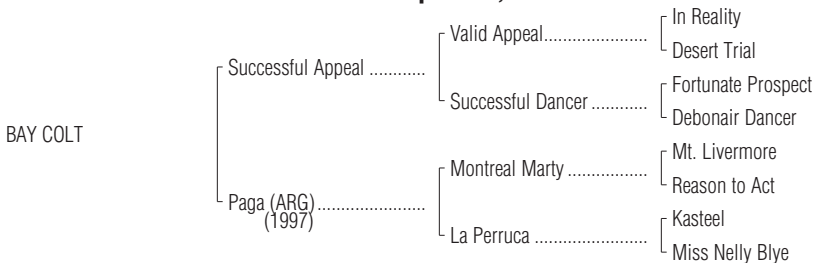 In Reality
Valid Appeal......................
Desert Trial
Successful Appeal ............
Fortunate Prospect
Successful Dancer ............
Debonair Dancer
BAY COLT
Mt. Livermore
Montreal Marty .................
Reason to Act
Paga (ARG).......................
(1997)
Kasteel
La Perruca ........................
Miss Nelly Blye